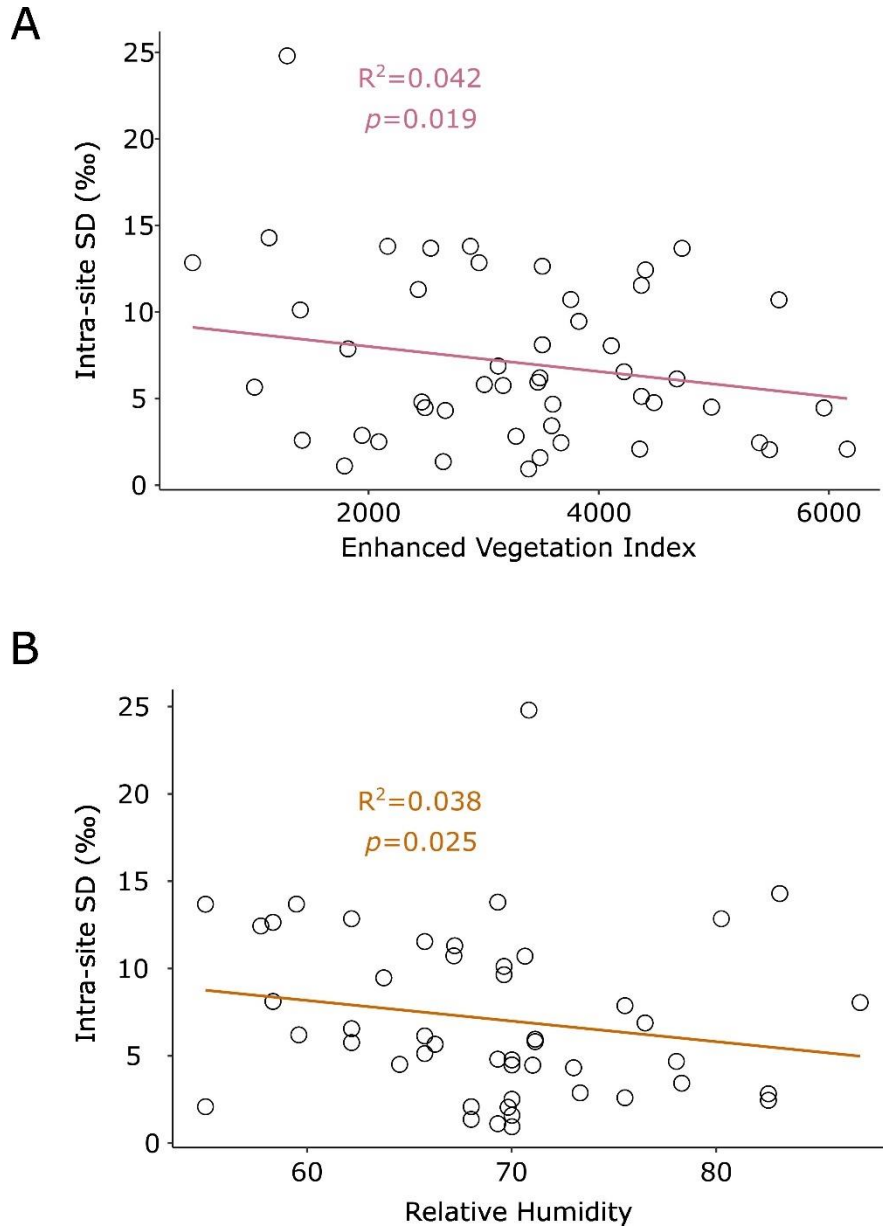 A
25
20
15
10
5
0
Intra-site SD (‰)
R²=0.042
p=0.019
2000 4000 6000
Enhanced Vegetation Index
B
25
20
15
10
5
0
Intra-site SD (‰)
R²=0.038
p=0.025
60 70 80
Relative Humidity